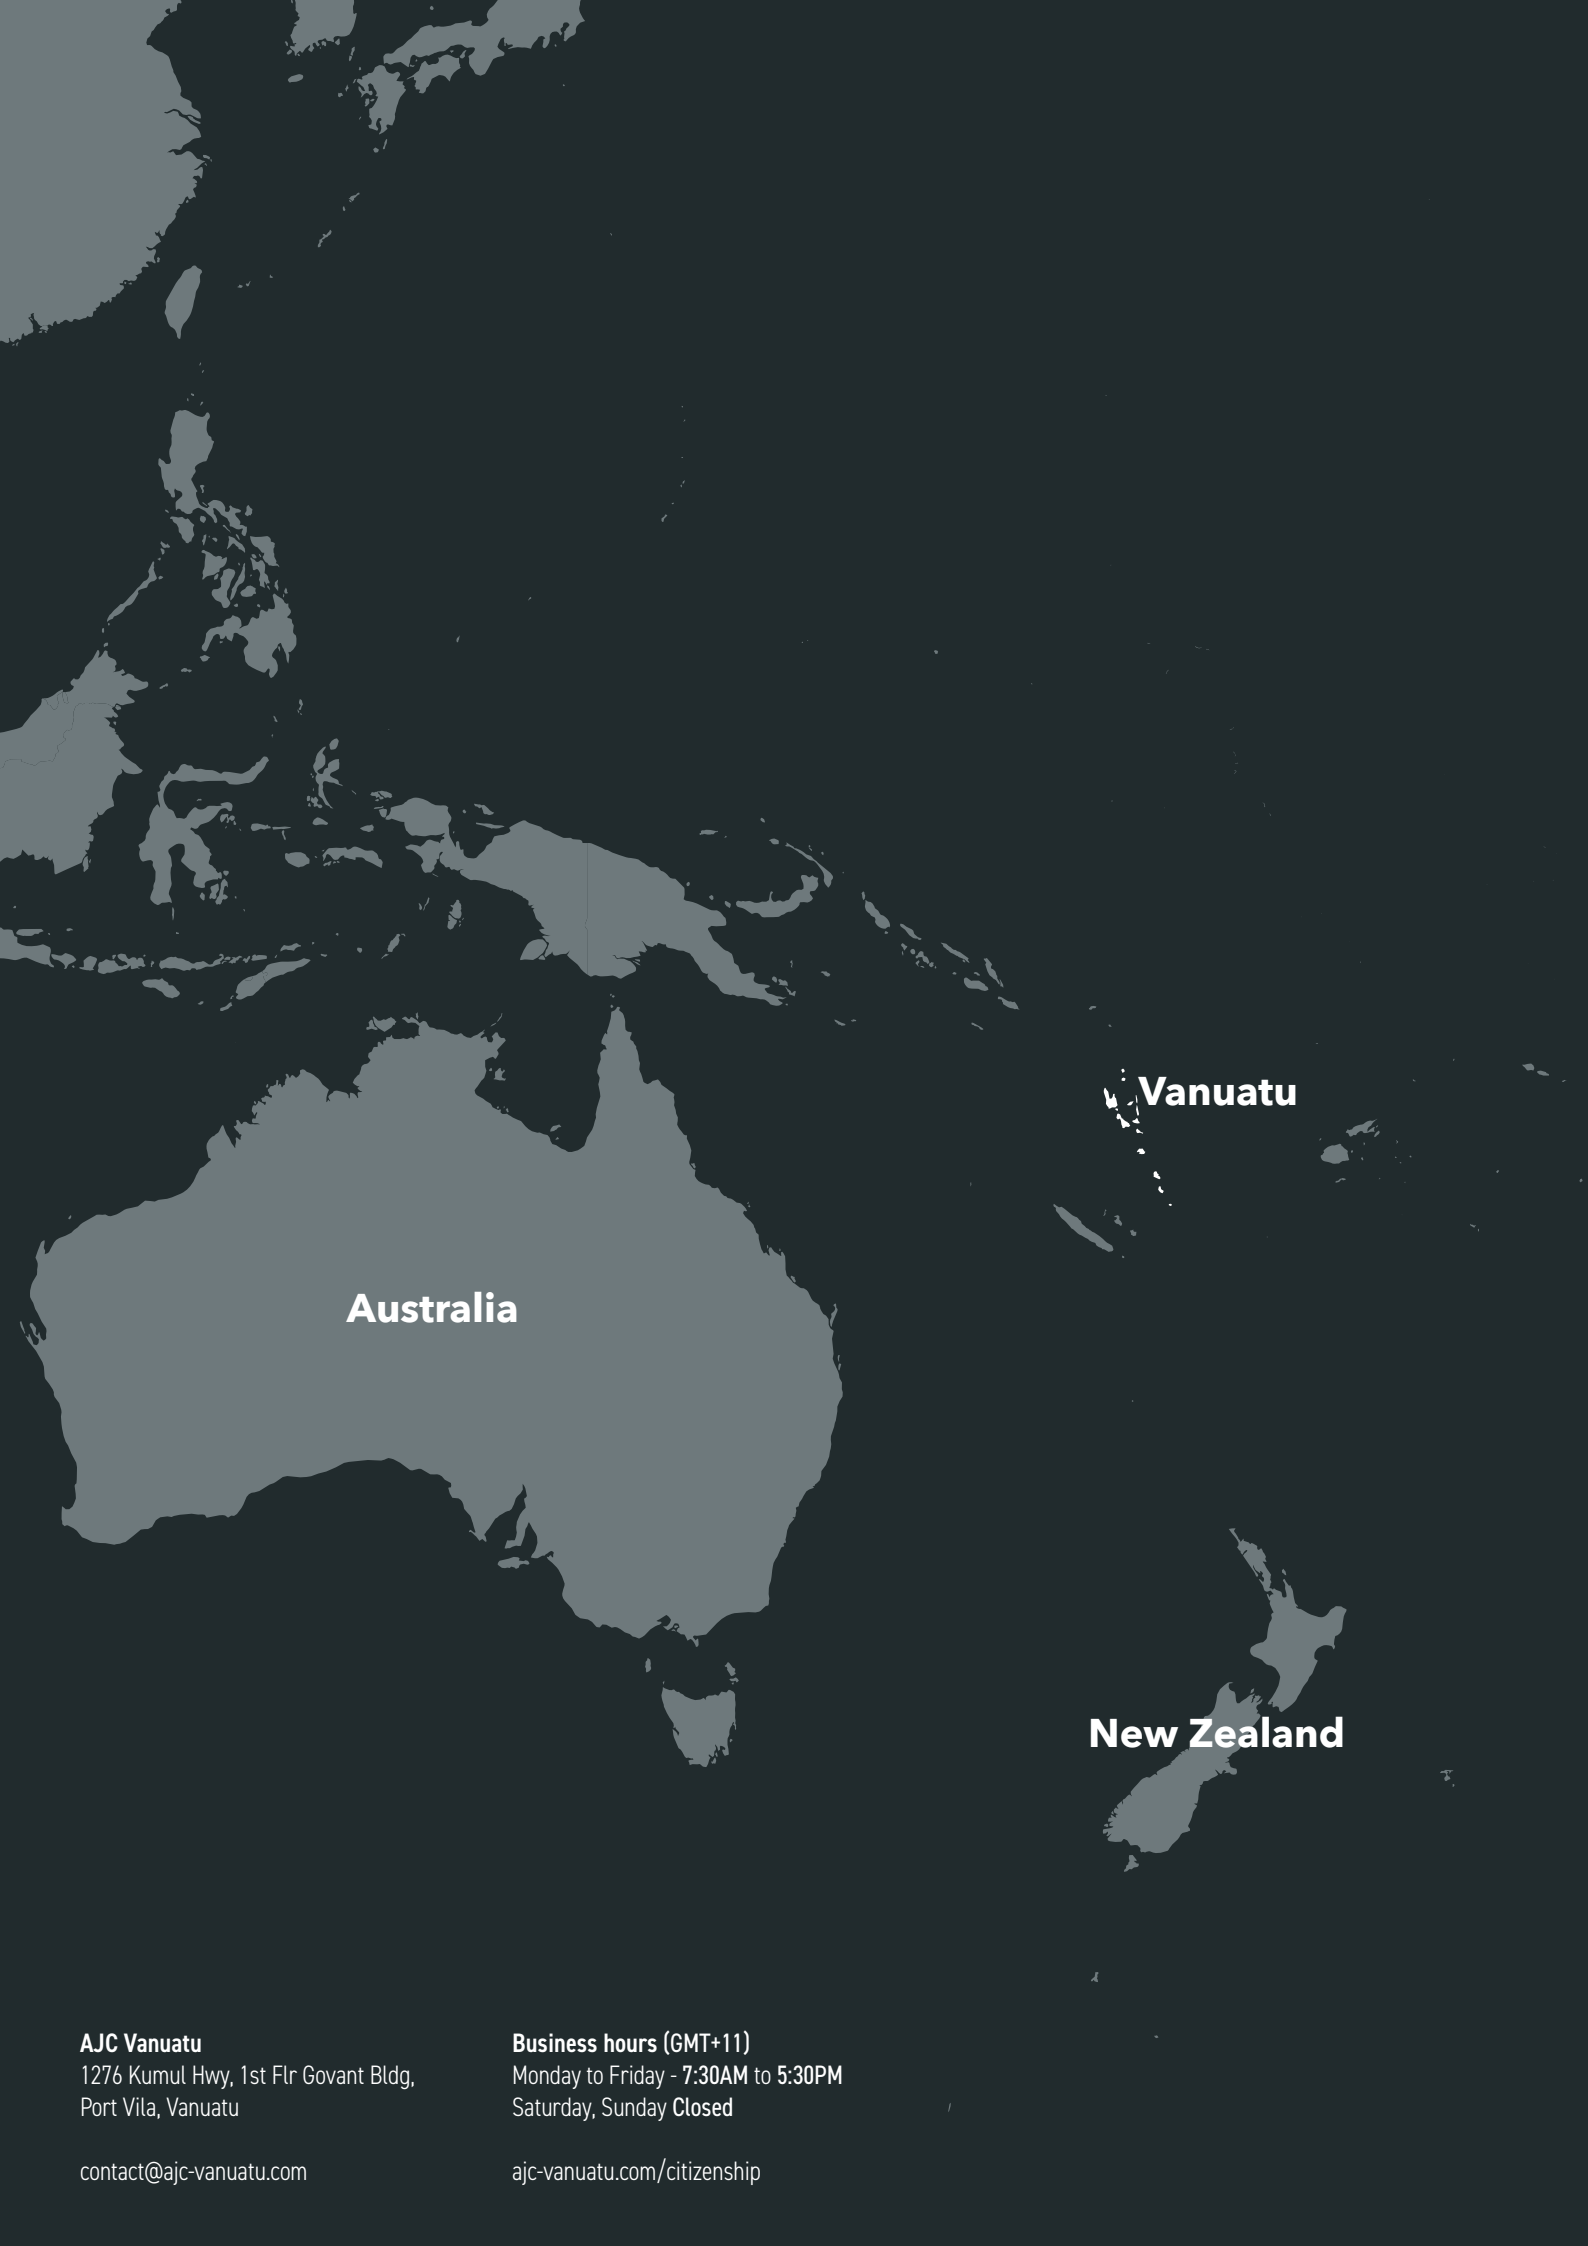 Vanuatu
Australia
New Zealand
AJC Vanuatu
1276 Kumul Hwy, 1st Flr Govant Bldg,
Port Vila, Vanuatu
contact@ajc-vanuatu.com
Business hours (GMT+11)
Monday to Friday - 7:30AM to 5:30PM
Saturday, Sunday Closed
ajc-vanuatu.com/citizenship